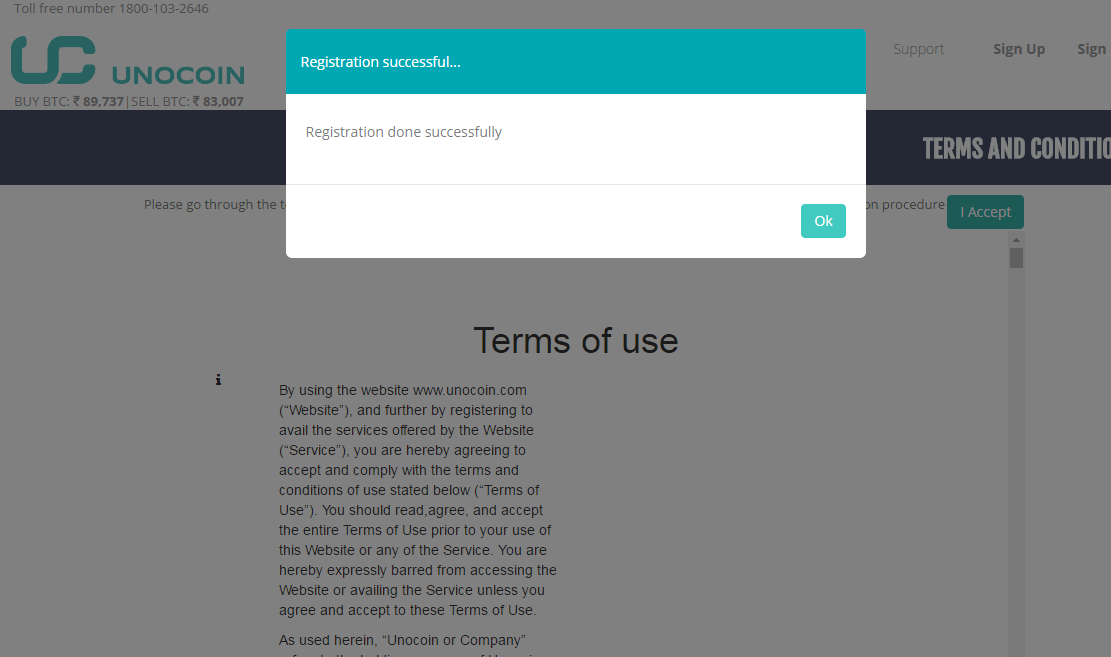 Toll free number 1800-103-2646
UNOCOIN
BUY BTC: ₹ 89,737|SELL BTC: ₹ 83,007
Support Sign Up Sign
Registration successful...
Registration done successfully
Ok
TERMS AND CONDITIO
Please go through the t
on procedure I Accept
Terms of use
By using the website www.unocoin.com
(“Website”), and further by registering to
avail the services offered by the Website
(“Service”), you are hereby agreeing to
accept and comply with the terms and
conditions of use stated below (“Terms of
Use”). You should read,agree, and accept
the entire Terms of Use prior to your use of
this Website or any of the Service. You are
hereby expressly barred from accessing the
Website or availing the Service unless you
agree and accept to these Terms of Use.
As used herein, “Unocoin or Company”